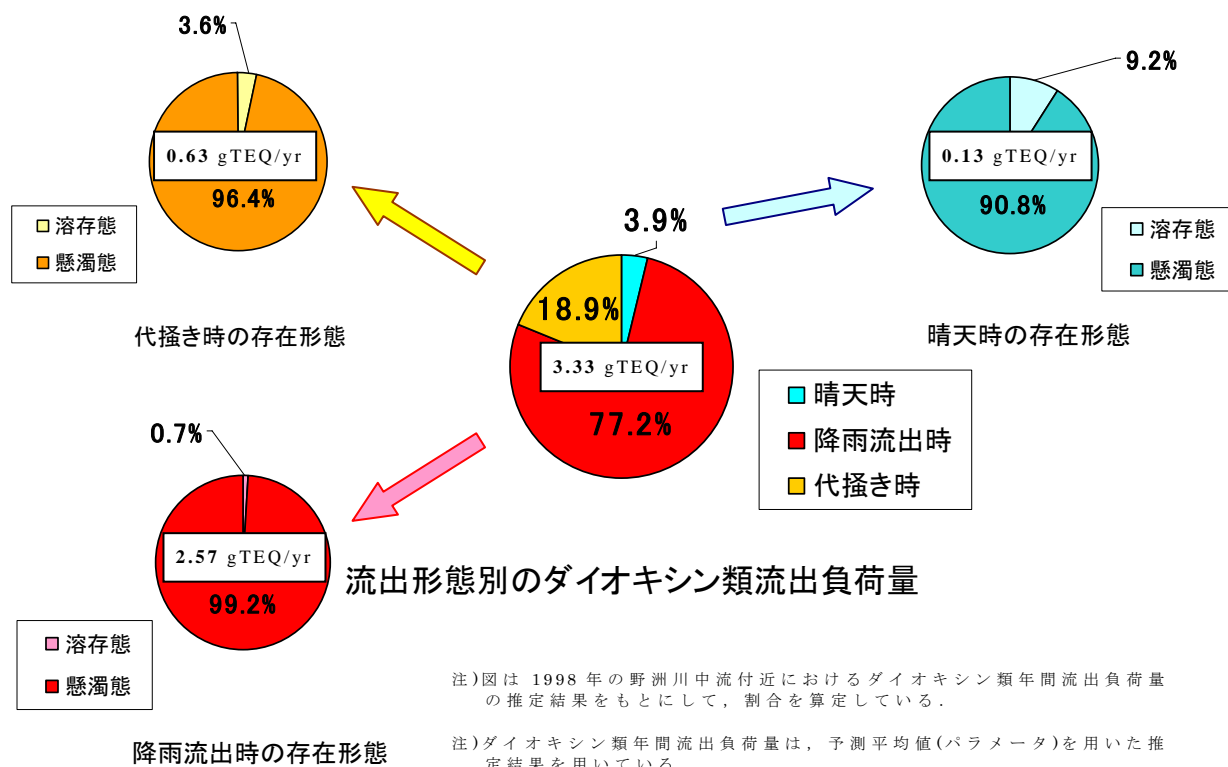 3.6%
0.63 gTEQ/yr
96.4%
溶存態
懸濁態
代掻き時の存在形態
9.2%
0.13 gTEQ/yr
90.8%
溶存態
懸濁態
晴天時の存在形態
3.9%
18.9%
3.33 gTEQ/yr
77.2%
晴天時
降雨流出時
代掻き時
0.7%
2.57 gTEQ/yr
99.2%
溶存態
懸濁態
降雨流出時の存在形態
流出形態別のダイオキシン類流出負荷量
注)図は 1998 年の野洲川中流付近におけるダイオキシン類年間流出負荷量
の推定結果をもとにして，割合を算定している．
注)ダイオキシン類年間流出負荷量は，予測平均値(パラメータ)を用いた推
定結果を用いている